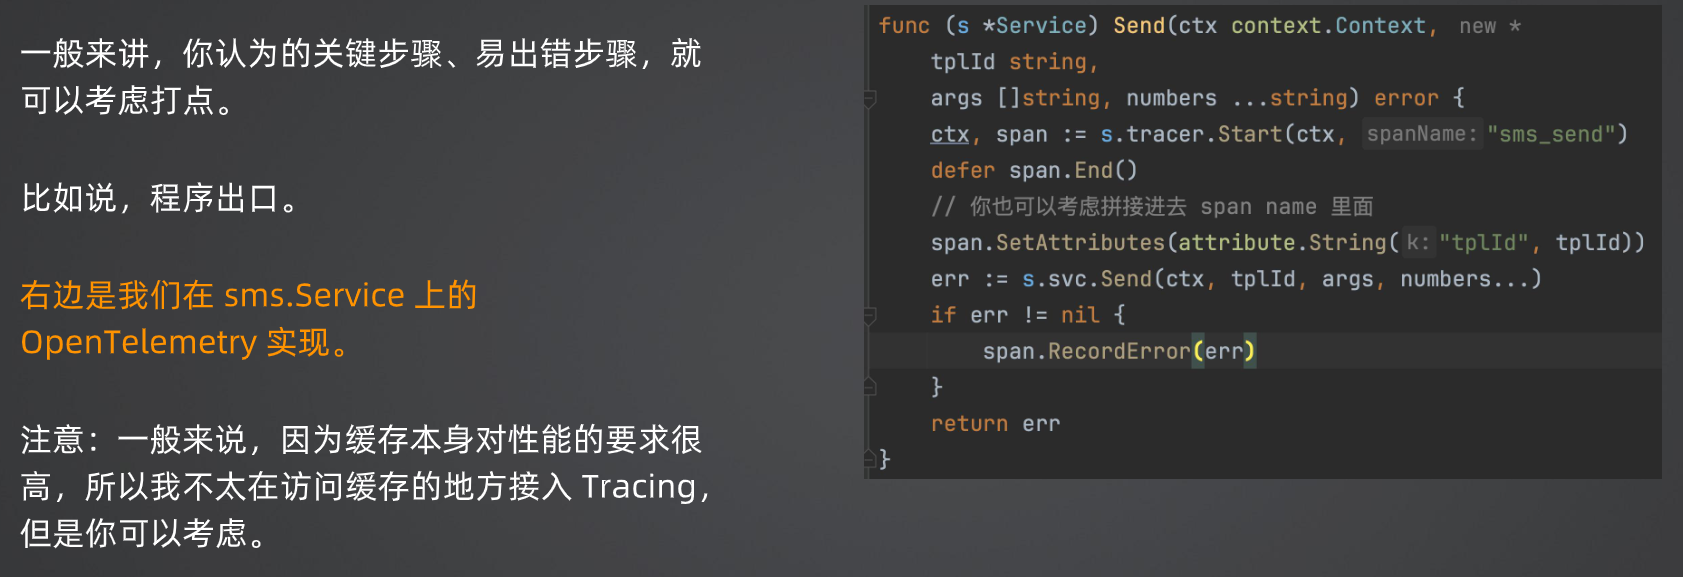 一般来讲，你认为的关键步骤、易出错步骤，就
可以考虑打点。
比如说，程序出口。
右边是我们在 sms.Service 上的
OpenTelemetry 实现。
注意：一般来说，因为缓存本身对性能的要求很
高，所以我不太在访问缓存的地方接入 Tracing，
但是你可以考虑。
func (s *Service) Send(ctx context.Context, new *
tplId string,
args []string, numbers ...string) error {
ctx, span := s.tracer.Start(ctx, spanName: "sms_send")
defer span.End()
// 你也可以考虑拼接进去 span name 里面
span.SetAttributes(attribute.String( k: "tplId", tplId))
err := s.svc.Send(ctx, tplId, args, numbers...)
if err != nil {
span.RecordError(err)
}
return err
}